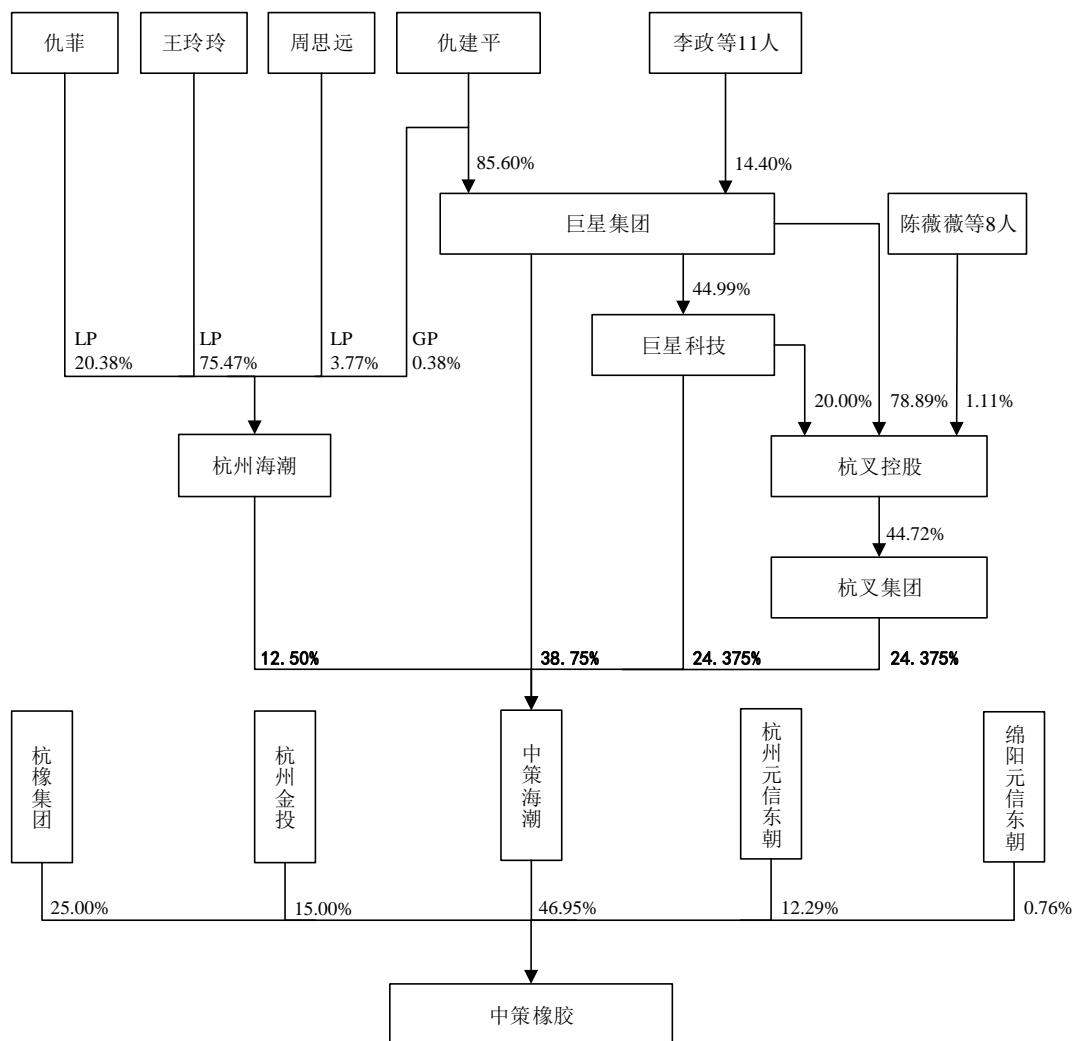 仇菲
王玲玲
周思远
仇建平
李政等11人
85.60%
14.40%
巨星集团
陈薇薇等8人
44.99%
LP
20.38%
LP
75.47%
LP
3.77%
GP
0.38%
巨星科技
20.00%
78.89%
1.11%
杭州海潮
杭叉控股
44.72%
杭叉集团
12.50%
38.75%
24.375%
24.375%
杭橡集团
杭州金投
中策海潮
杭州元信东朝
绵阳元信东朝
25.00%
15.00%
46.95%
12.29%
0.76%
中策橡胶